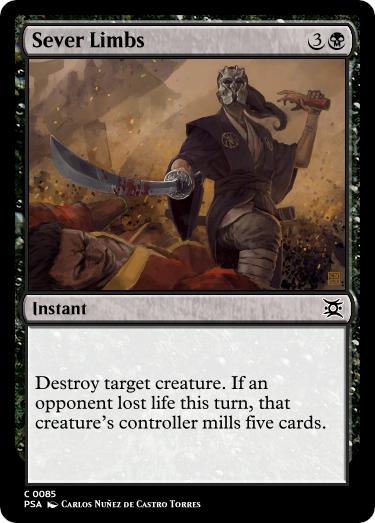 Sever Limbs 3
Instant
Destroy target creature. If an
opponent lost life this turn, that
creature's controller mills five cards.
C 0085
PSA Carlos Nuñez de Castro Torres